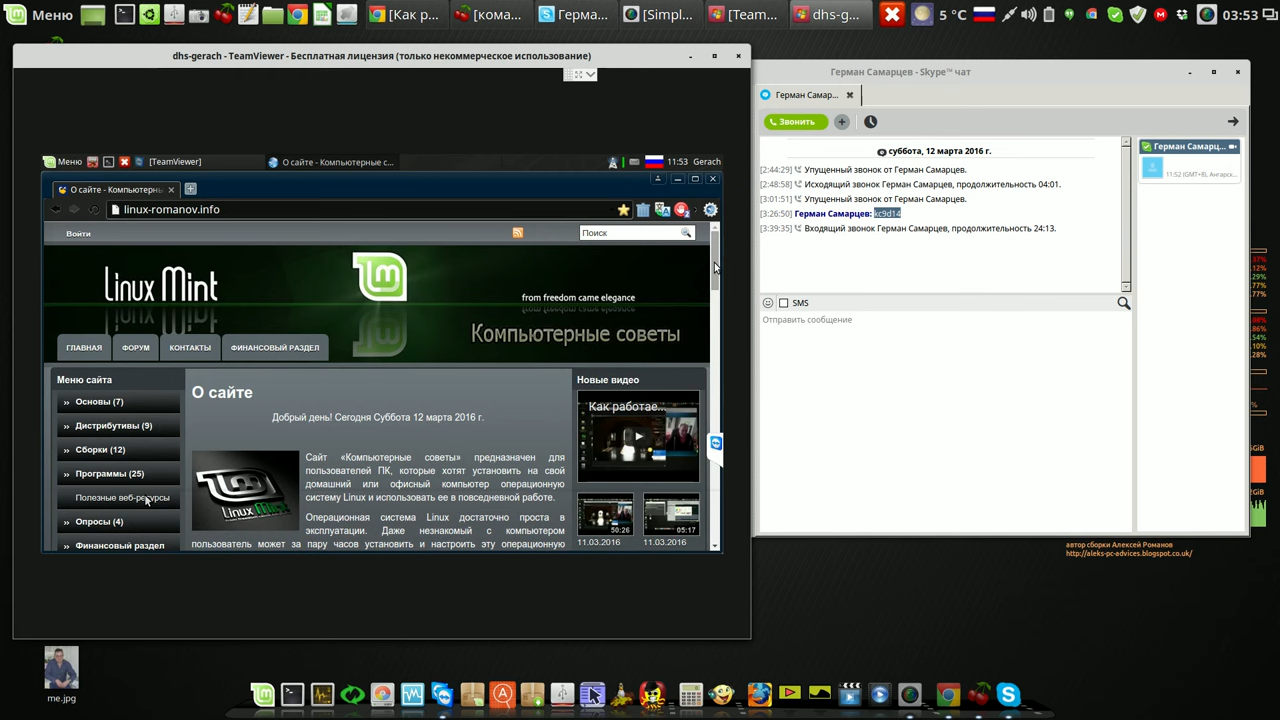 Меню
[Как р...
[кома...
Герма...
[Simpl...
[Team...
dhs-g...
5 °C
03:53
dhs-gerach - TeamViewer - Бесплатная лицензия (только некоммерческое использование)
Меню
[TeamViewer]
О сайте - Компьютерные с...
11:53 Gerach
О сайте - Компьютерны
linux-romanov.info
Войти
Поиск
Linux Mint
from freedom came elegance
Компьютерные советы
ГЛАВНАЯ
ФОРУМ
КОНТАКТЫ
ФИНАНСОВЫЙ РАЗДЕЛ
Меню сайта
Основы (7)
Дистрибутивы (9)
Сборки (12)
Программы (25)
Полезные веб-ресурсы
Опросы (4)
Финансовый раздел
О сайте
Добрый день! Сегодня Суббота 12 марта 2016 г.
Сайт «Компьютерные советы» предназначен для
пользователей ПК, которые хотят установить на свой
домашний или офисный компьютер операционную
систему Linux и использовать ее в повседневной работе.
Операционная система Linux достаточно проста в
эксплуатации. Даже незнакомый с компьютером
пользователь может за пару часов установить и настроить эту операционную
Новые видео
Как работае...
50:26
05:17
11.03.2016
11.03.2016
Герман Самарцев - Skype™ чат
Герман Самар...
Звонить
суббота, 12 марта 2016 г.
[2:44:29] Упущенный звонок от Герман Самарцев.
[2:48:58] Исходящий звонок Герман Самарцев, продолжительность 04:01.
[3:01:51] Упущенный звонок от Герман Самарцев.
[3:26:50] Герман Самарцев: kc9d14
[3:39:35] Входящий звонок Герман Самарцев, продолжительность 24:13.
SMS
Отправить сообщение
Герман Самарц...
11:52 (GMT+8), Ангарск...
автор сборки Алексей Романов
http://aleks-pc-advices.blogspot.co.uk/
me.jpg